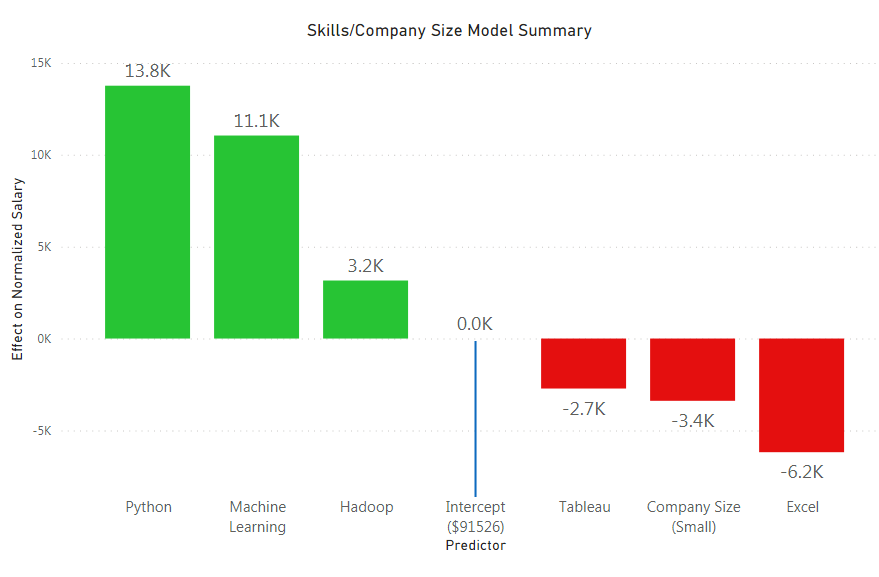 Skills/Company Size Model Summary
15K
10K
5K
0K
-5K
Effect on Normalized Salary
13.8K
11.1K
3.2K
0.0K
-2.7K
-3.4K
-6.2K
Python
Machine
Learning
Hadoop
Intercept
($91526)
Tableau
Company Size
(Small)
Excel
Predictor